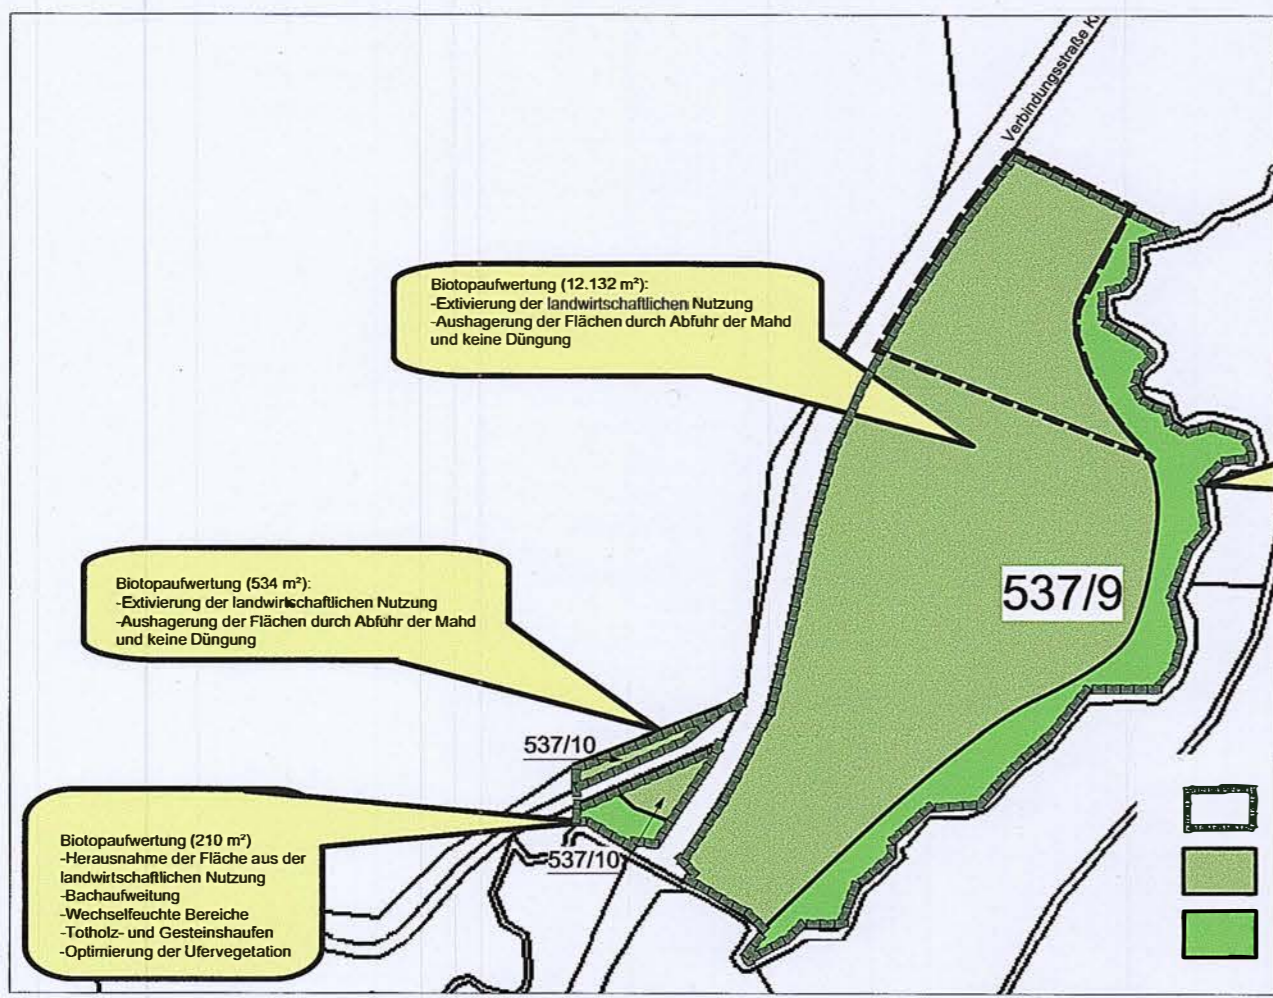 Verbindungsstraße
Biotopaufwertung (12.132 m²):
-Extivierung der landwirtschaftlichen Nutzung
-Aushagerung der Flächen durch Abfuhr der Mahd
und keine Düngung
537/9
Biotopaufwertung (534 m²):
-Extivierung der landwirtschaftlichen Nutzung
-Aushagerung der Flächen durch Abfuhr der Mahd
und keine Düngung
537/10
Biotopaufwertung (210 m²)
-Herausnahme der Fläche aus der
landwirtschaftlichen Nutzung
-Bachaufweitung
-Wechselfeuchte Bereiche
-Totholz- und Gesteinshaufen
-Optimierung der Ufervegetation
537/10